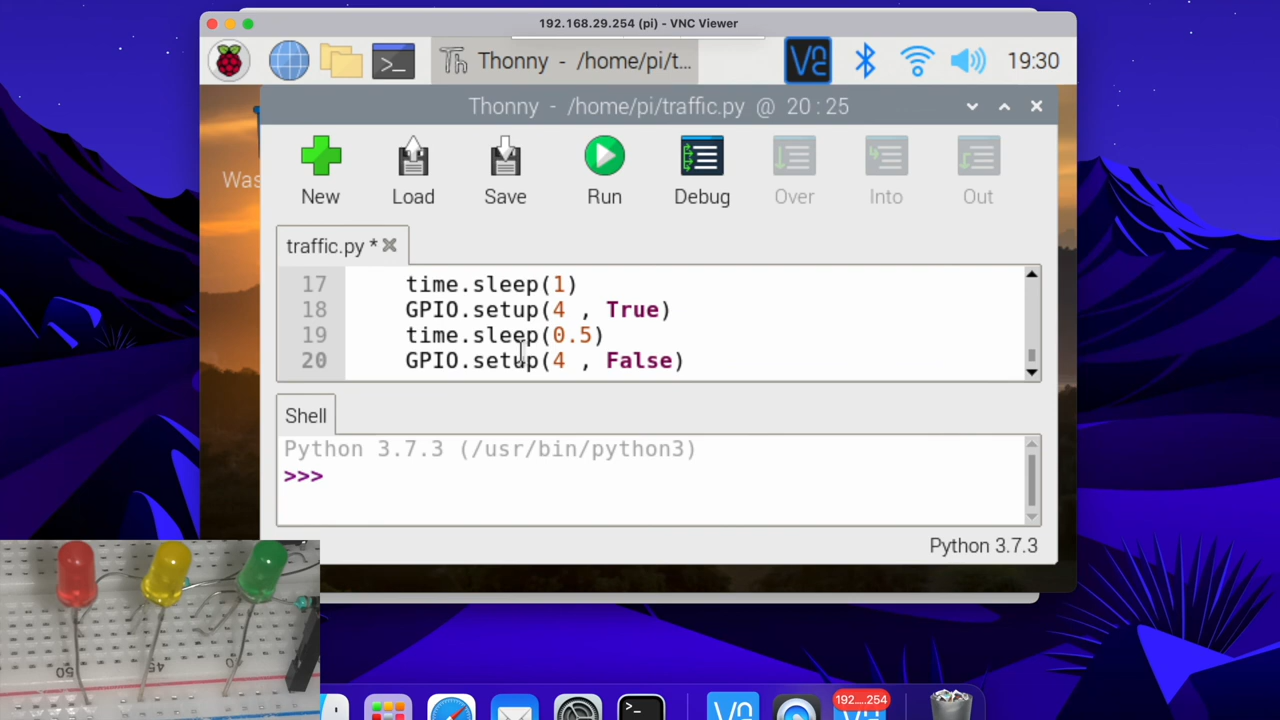 192.168.29.254 (pi) - VNC Viewer
Thonny - /home/pi/t...
19:30
Thonny - /home/pi/traffic.py @ 20 : 25
Was
New
Load
Save
Run
Debug
Over
Into
Out
traffic.py *
17 time.sleep(1)
18 GPIO.setup(4 , True)
19 time.sleep(0.5)
20 GPIO.setup(4 , False)
Shell
Python 3.7.3 (/usr/bin/python3)
>>>
Python 3.7.3
50
45
192.....254